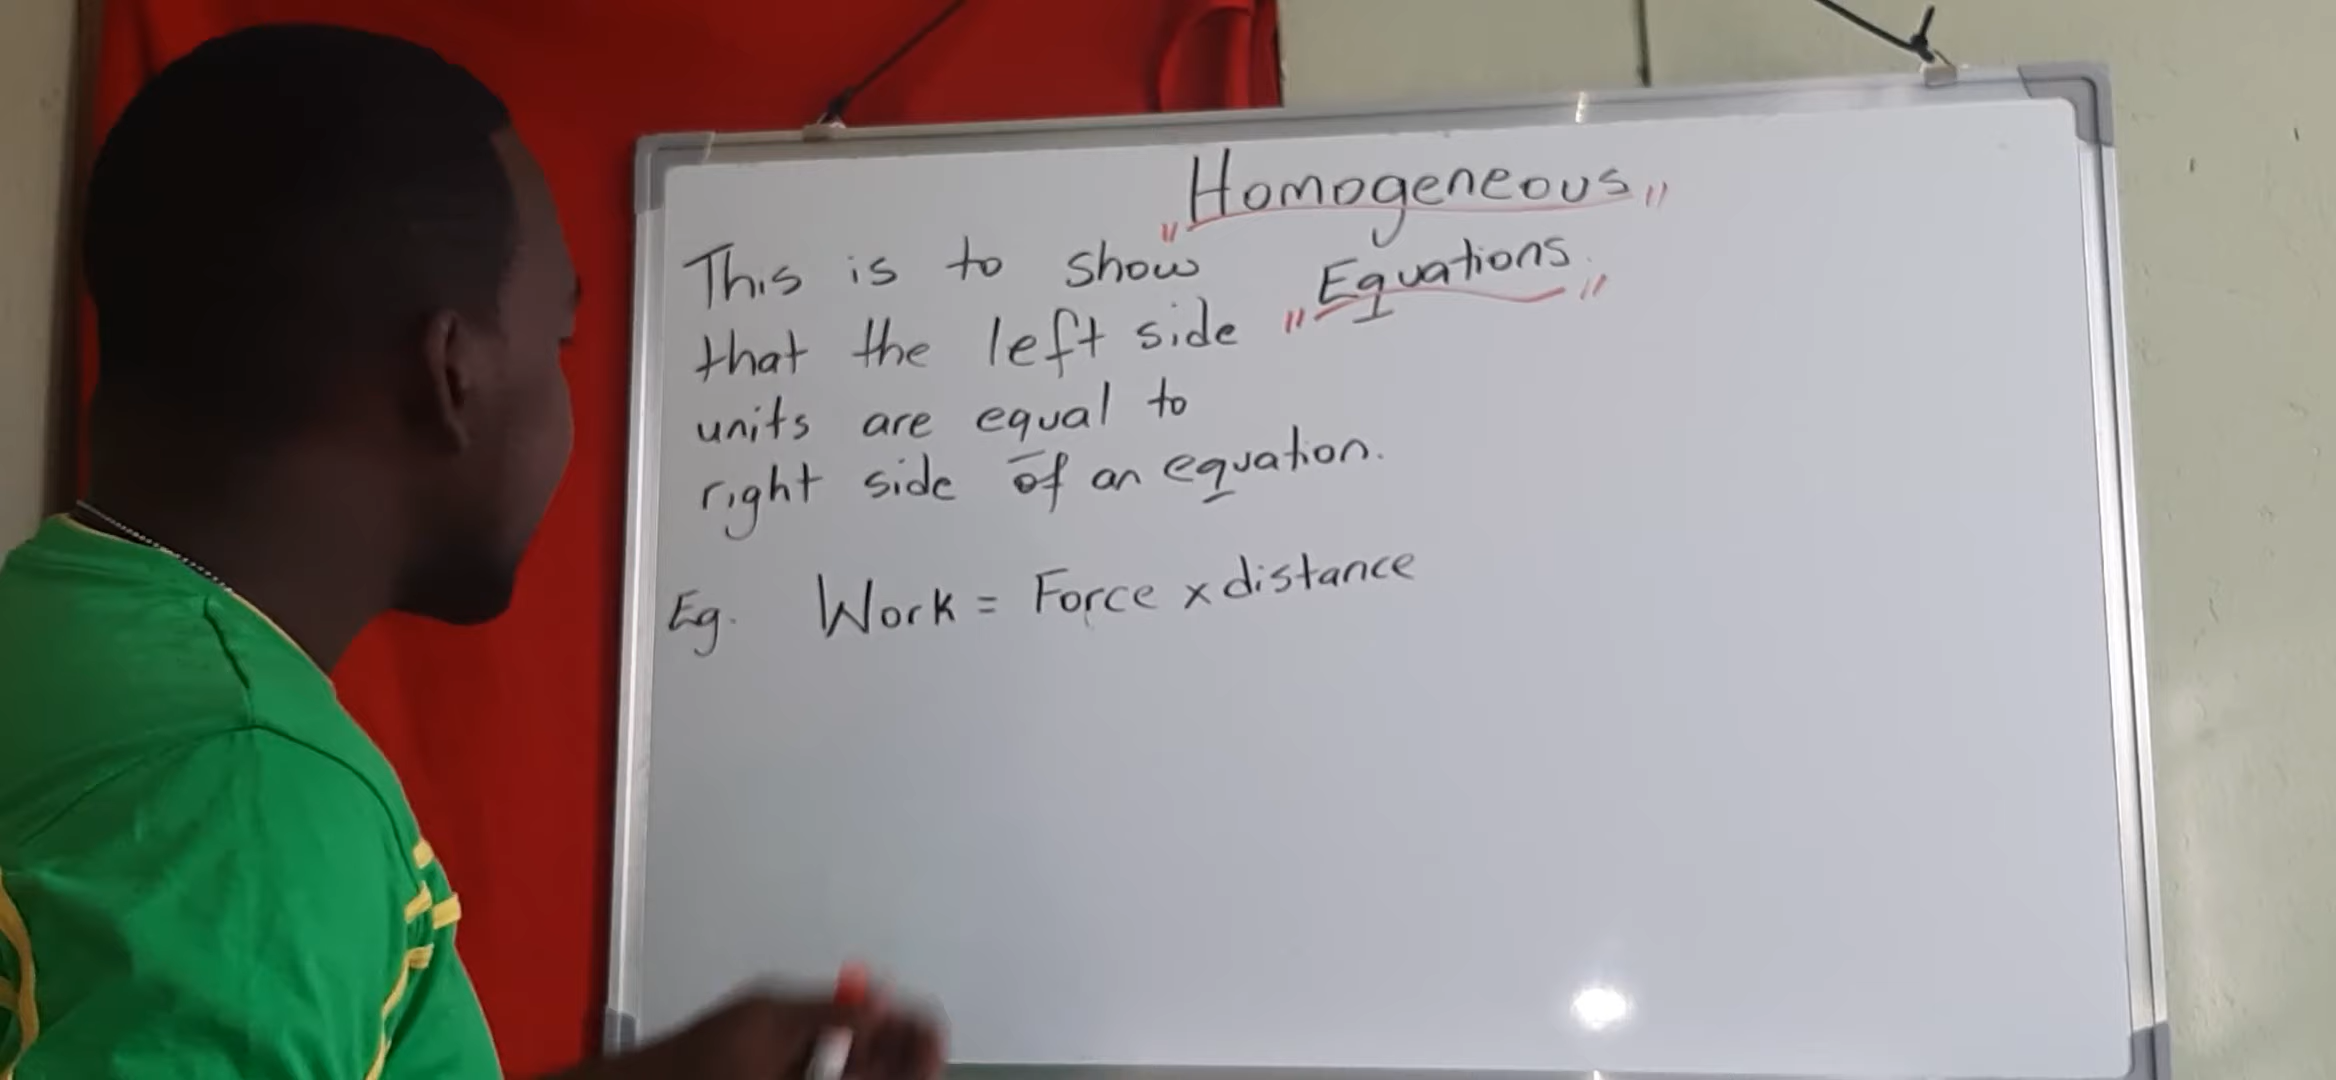 "Homogeneous"
"Equations."
This is to show
that the left side
units are equal to
right side of an equation.
Eg. Work = Force x distance